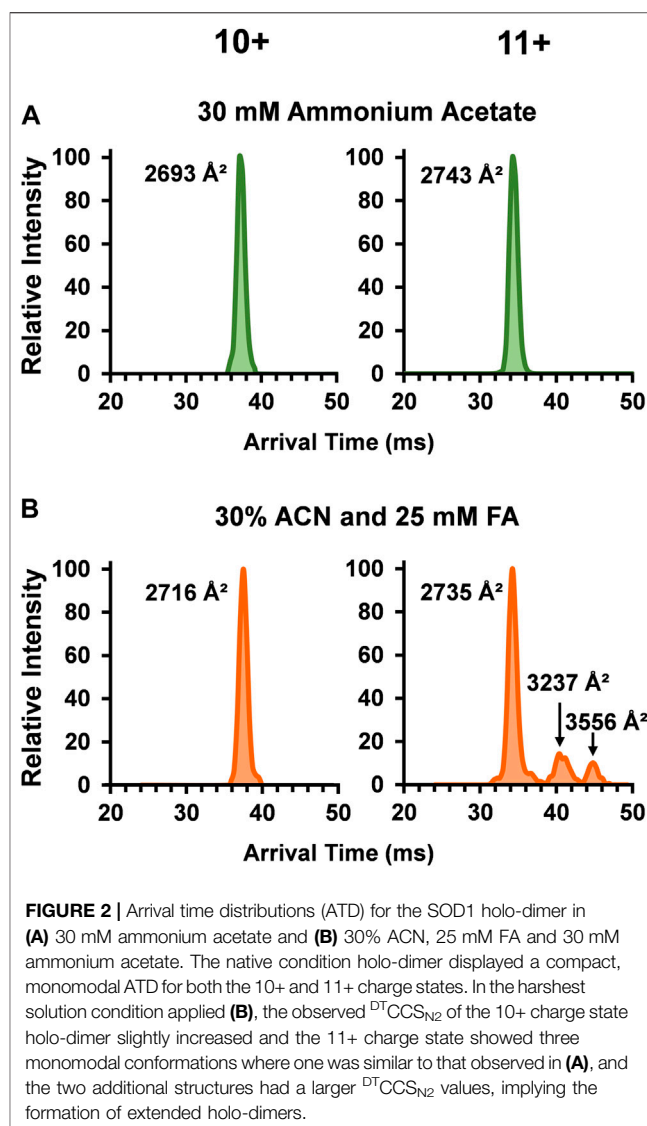 10+ 11+
A 30 mM Ammonium Acetate
100
80
60
40
20
0
Relative Intensity
2693 Å²
20 30 40 50
Arrival Time (ms)
100
80
60
40
20
0
2743 Å²
20 30 40 50
Arrival Time (ms)
B 30% ACN and 25 mM FA
100
80
60
40
20
0
Relative Intensity
2716 Å²
20 30 40 50
Arrival Time (ms)
100
80
60
40
20
0
2735 Å²
3237 Å²
3556 Å²
20 30 40 50
Arrival Time (ms)
FIGURE 2 | Arrival time distributions (ATD) for the SOD1 holo-dimer in
(A) 30 mM ammonium acetate and (B) 30% ACN, 25 mM FA and 30 mM
ammonium acetate. The native condition holo-dimer displayed a compact,
monomodal ATD for both the 10+ and 11+ charge states. In the harshest
solution condition applied (B), the observed DTCCSN2 of the 10+ charge state
holo-dimer slightly increased and the 11+ charge state showed three
monomodal conformations where one was similar to that observed in (A), and
the two additional structures had a larger DTCCSN2 values, implying the
formation of extended holo-dimers.